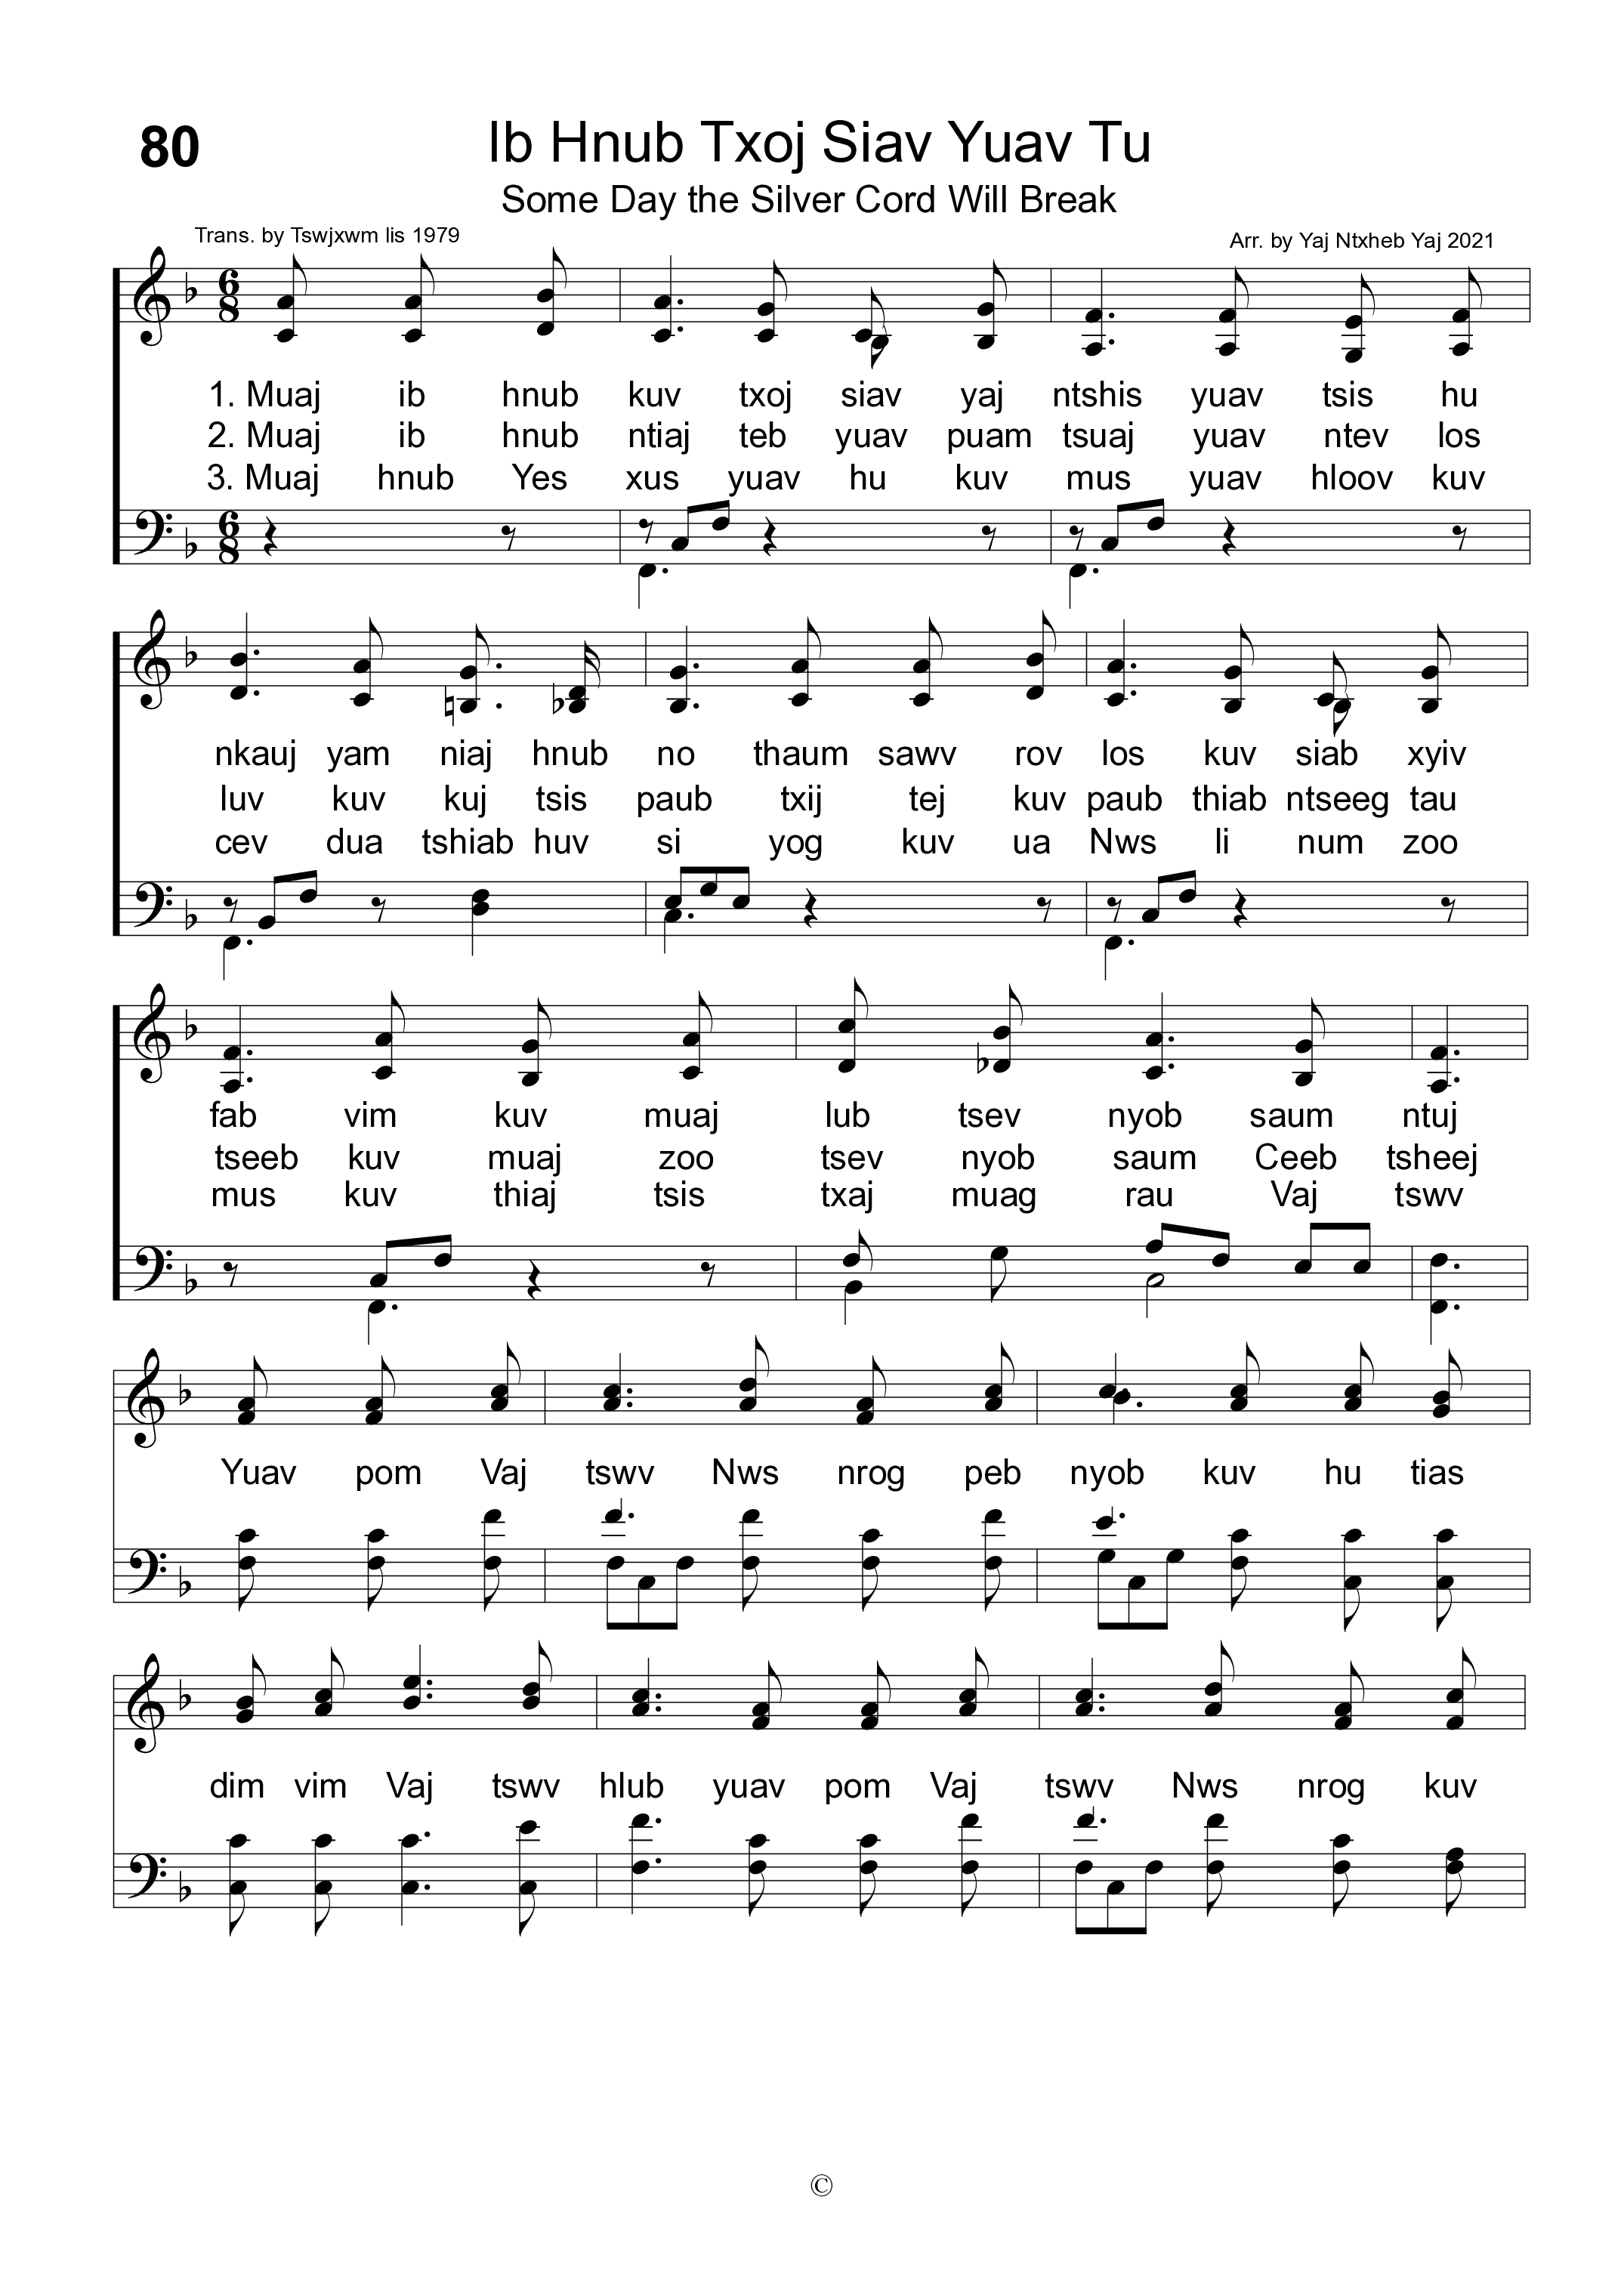 80
Ib Hnub Txoj Siav Yuav Tu
Some Day the Silver Cord Will Break
Trans. by Tswjxwm lis 1979
Arr. by Yaj Ntxheb Yaj 2021
6
8
1. Muaj ib hnub kuv txoj siav yaj ntshis yuav tsis hu
2. Muaj ib hnub ntiaj teb yuav puam tsuaj yuav ntev los
3. Muaj hnub Yes xus yuav hu kuv mus yuav hloov kuv
6
8
nkauj yam niaj hnub no thaum sawv rov los kuv siab xyiv
luv kuv kuj tsis paub txij tej kuv paub thiab ntseeg tau
cev dua tshiab huv si yog kuv ua Nws li num zoo
fab vim kuv muaj lub tsev nyob saum ntuj
tseeb kuv muaj zoo tsev nyob saum Ceeb tsheej
mus kuv thiaj tsis txaj muag rau Vaj tswv
Yuav pom Vaj tswv Nws nrog peb nyob kuv hu tias
dim vim Vaj tswv hlub yuav pom Vaj tswv Nws nrog kuv
©